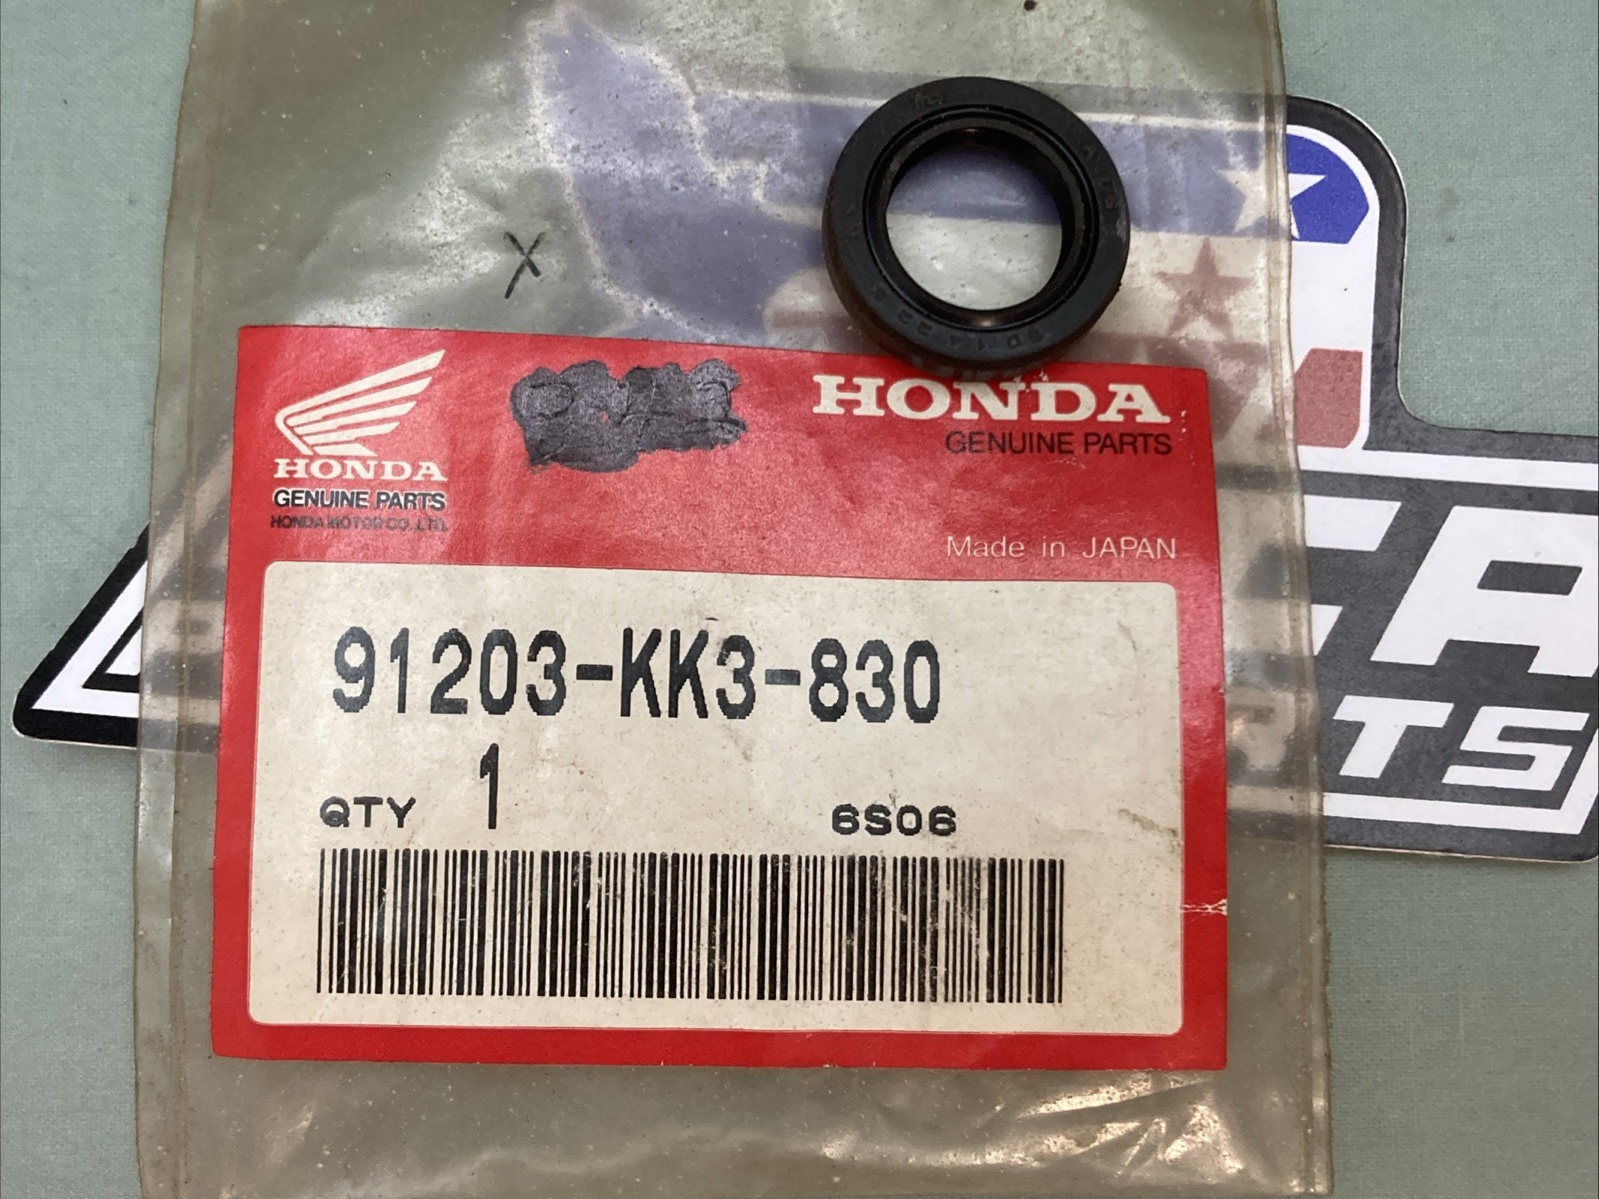 X
HONDA
GENUINE PARTS
HONDA MOTOR CO.,LTD.
HONDA
GENUINE PARTS
Made in JAPAN
91203-KK3-830
QTY 1
6S06
TS